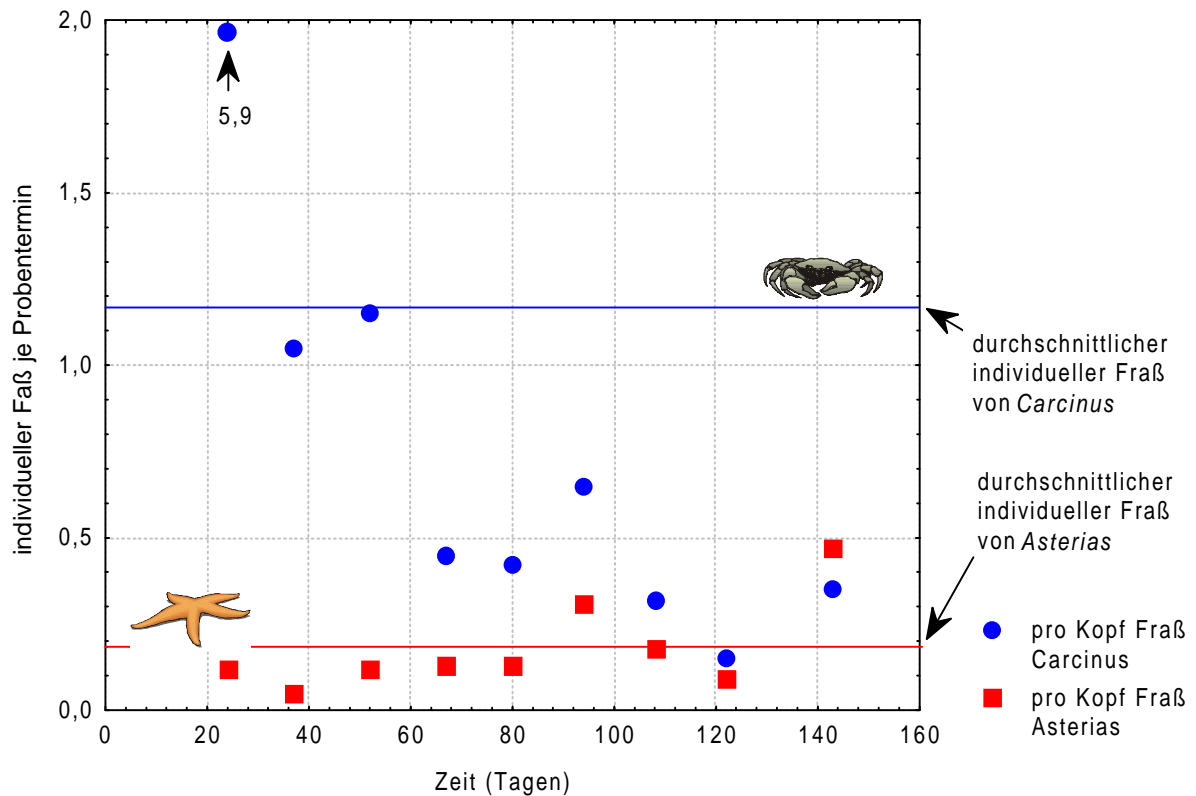 2,0
1,5
1,0
0,5
0,0
individueller Faß je Probentermin
5,9
0 20 40 60 80 100 120 140 160
Zeit (Tagen)
durchschnittlicher
individueller Fraß
von Carcinus
durchschnittlicher
individueller Fraß
von Asterias
pro Kopf Fraß
Carcinus
pro Kopf Fraß
Asterias